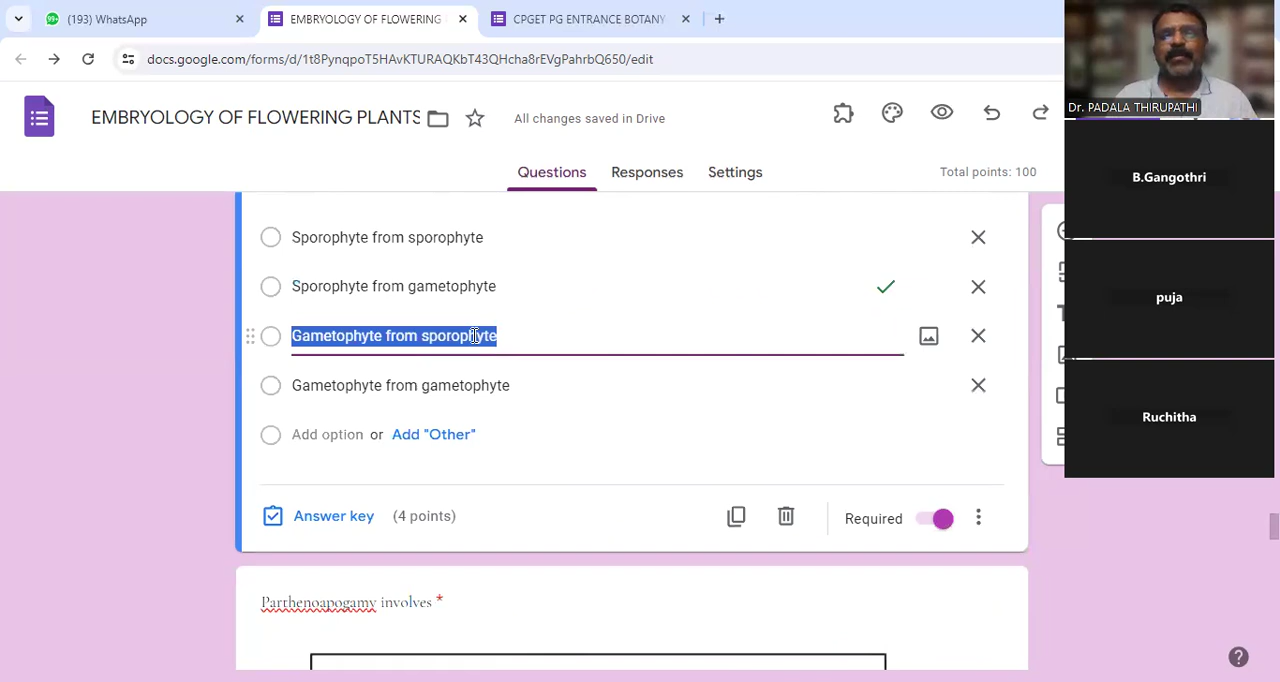 (193) WhatsApp
EMBRYOLOGY OF FLOWERING
CPGET PG ENTRANCE BOTANY
docs.google.com/forms/d/1t8PynqpoT5HAvKTURAQKbT43QHcha8rEVgPahrbQ650/edit
EMBRYOLOGY OF FLOWERING PLANTS
All changes saved in Drive
Questions
Responses
Settings
Total points: 100
Sporophyte from sporophyte
Sporophyte from gametophyte
Gametophyte from sporophyte
Gametophyte from gametophyte
Add option or Add "Other"
Answer key (4 points)
Required
Parthenoapogamy involves *
Dr. PADALA THIRUPATHI
B.Gangothri
puja
Ruchitha